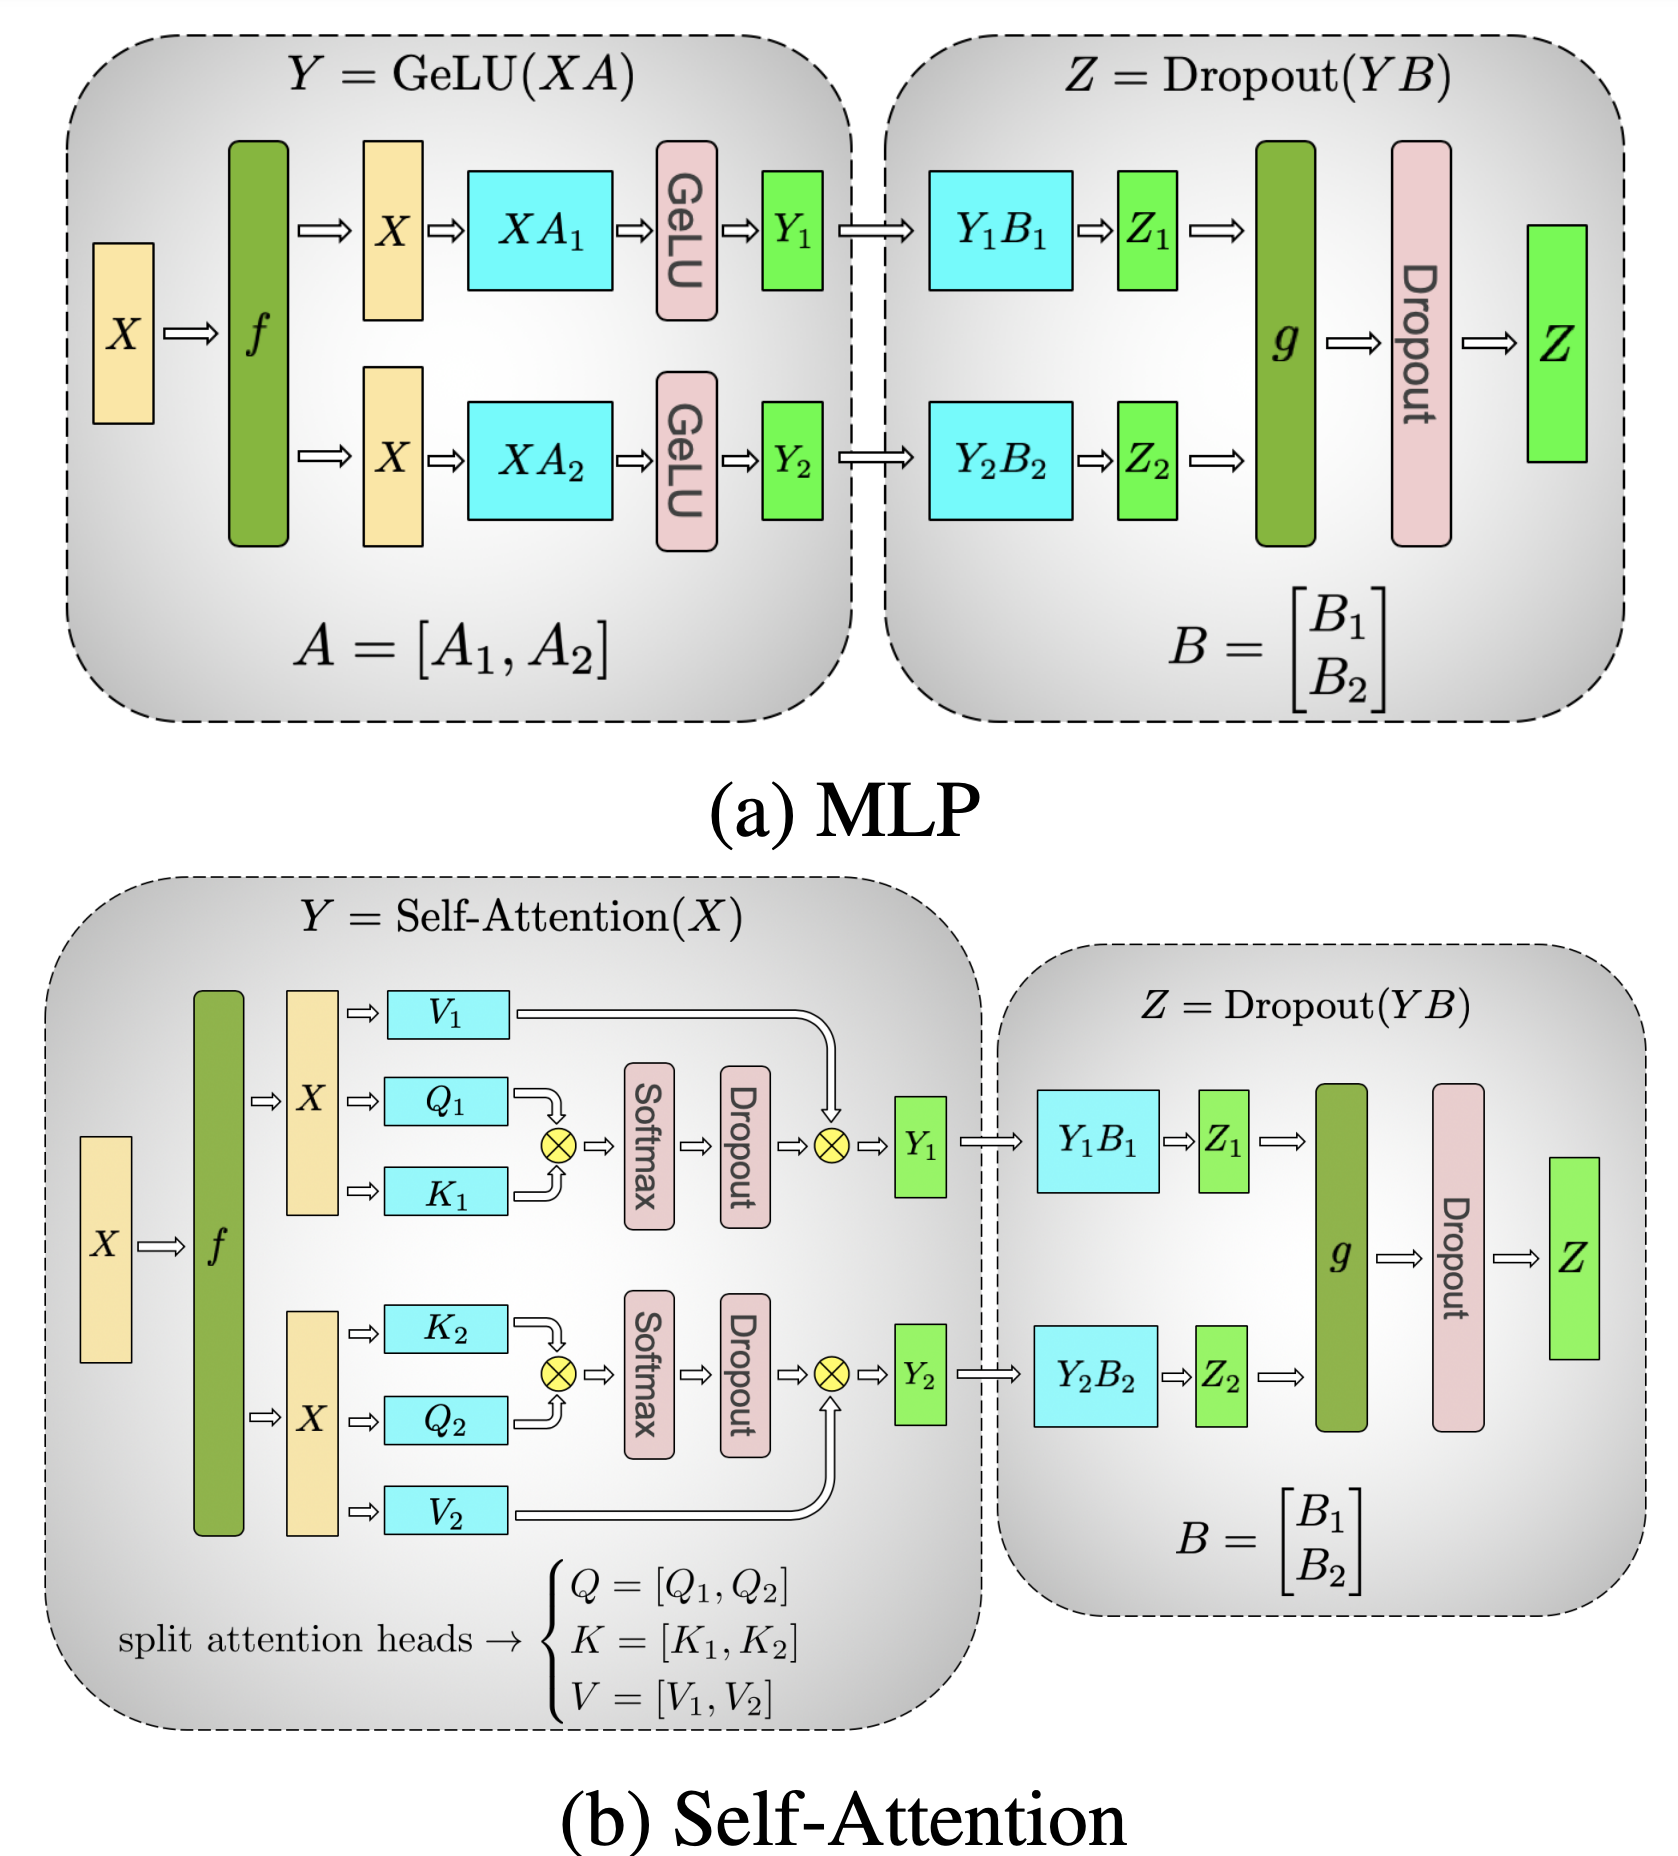 Y = GeLU(XA)
X
f
X
XA₁
GeLU
Y₁
X
XA₂
GeLU
Y₂
A = [A₁, A₂]
Z = Dropout(YB)
Y₁B₁
Z₁
Y₂B₂
Z₂
g
Dropout
Z
B = [B₁
B₂]
(a) MLP
Y = Self-Attention(X)
X
f
X
V₁
Q₁
K₁
Softmax
Dropout
Y₁
X
K₂
Q₂
V₂
Softmax
Dropout
Y₂
split attention heads → {
Q = [Q₁, Q₂]
K = [K₁, K₂]
V = [V₁, V₂]
Z = Dropout(YB)
Y₁B₁
Z₁
Y₂B₂
Z₂
g
Dropout
Z
B = [B₁
B₂]
(b) Self-Attention